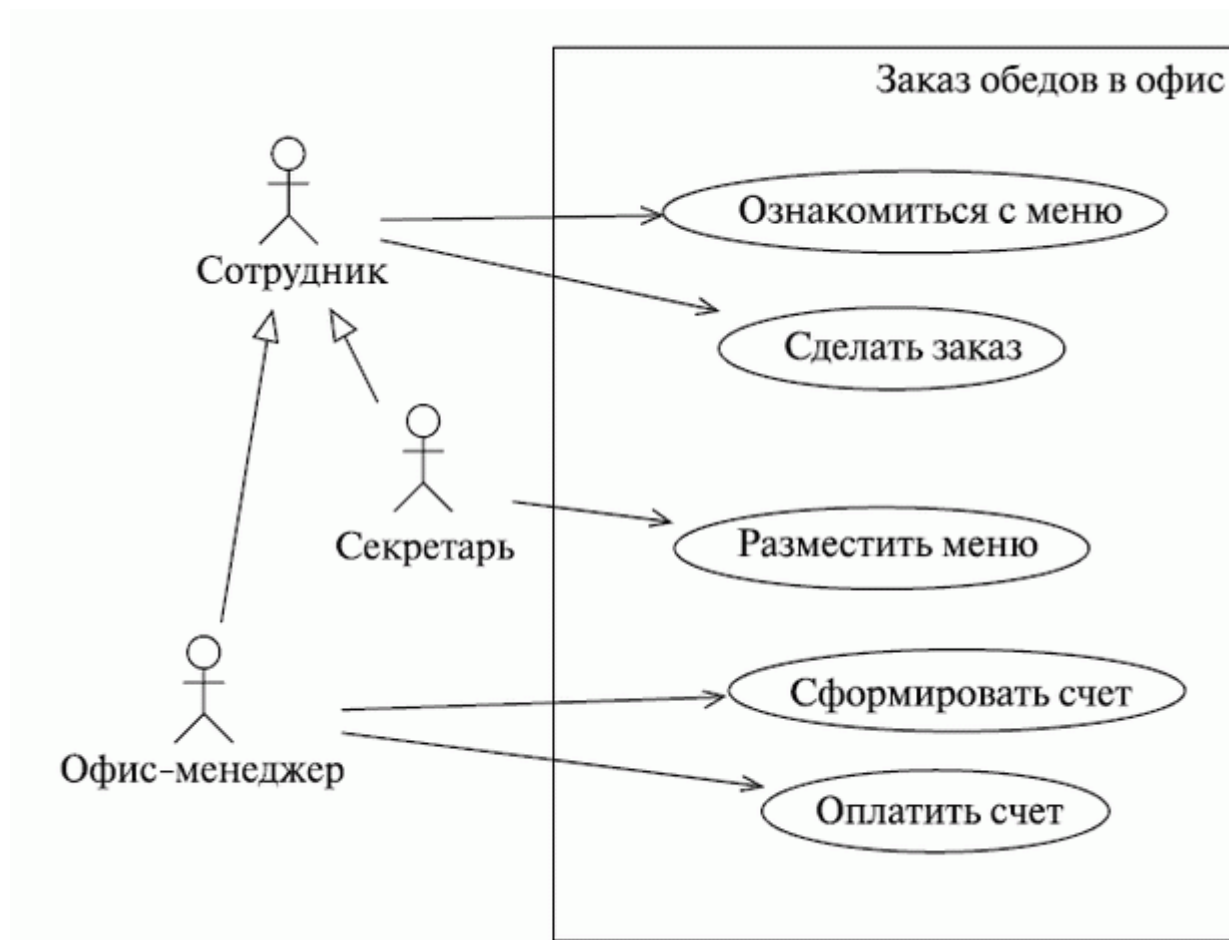 Заказ обедов в офис
Ознакомиться с меню
Сотрудник
Сделать заказ
Секретарь
Разместить меню
Сформировать счет
Офис-менеджер
Оплатить счет